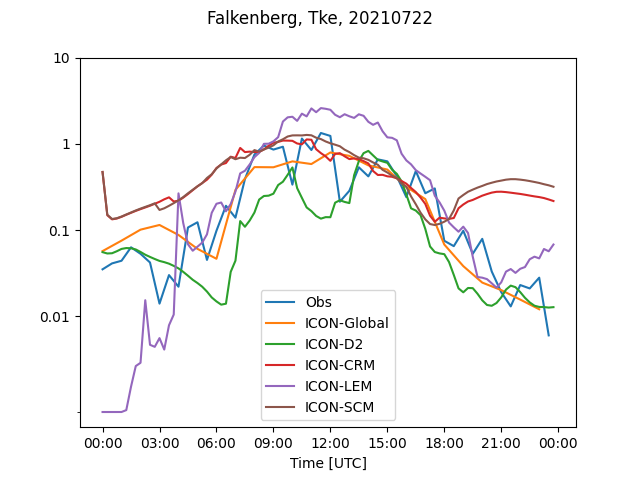 Falkenberg, Tke, 20210722
10
1
0.1
0.01
Obs
ICON-Global
ICON-D2
ICON-CRM
ICON-LEM
ICON-SCM
00:00 03:00 06:00 09:00 12:00 15:00 18:00 21:00 00:00
Time [UTC]